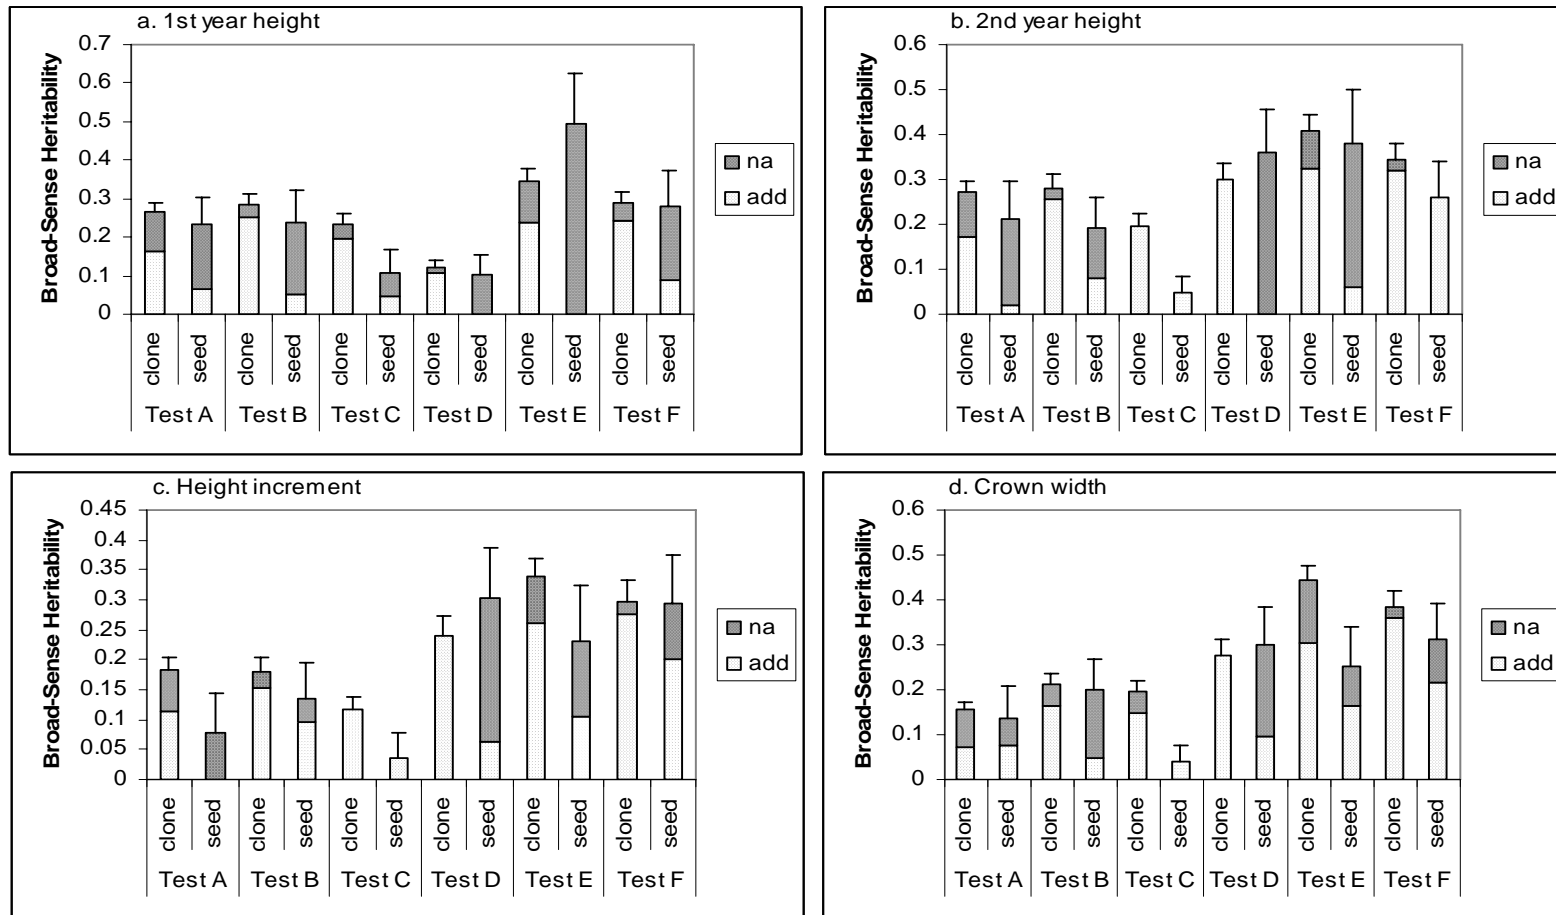 a. 1st year height
Broad-Sense Heritability
0.7
0.6
0.5
0.4
0.3
0.2
0.1
0
clone seed clone seed clone seed clone seed clone seed clone seed
Test A Test B Test C Test D Test E Test F
na
add
b. 2nd year height
Broad-Sense Heritability
0.6
0.5
0.4
0.3
0.2
0.1
0
clone seed clone seed clone seed clone seed clone seed clone seed
Test A Test B Test C Test D Test E Test F
na
add
c. Height increment
Broad-Sense Heritability
0.45
0.4
0.35
0.3
0.25
0.2
0.15
0.1
0.05
0
clone seed clone seed clone seed clone seed clone seed clone seed
Test A Test B Test C Test D Test E Test F
na
add
d. Crown width
Broad-Sense Heritability
0.6
0.5
0.4
0.3
0.2
0.1
0
clone seed clone seed clone seed clone seed clone seed clone seed
Test A Test B Test C Test D Test E Test F
na
add